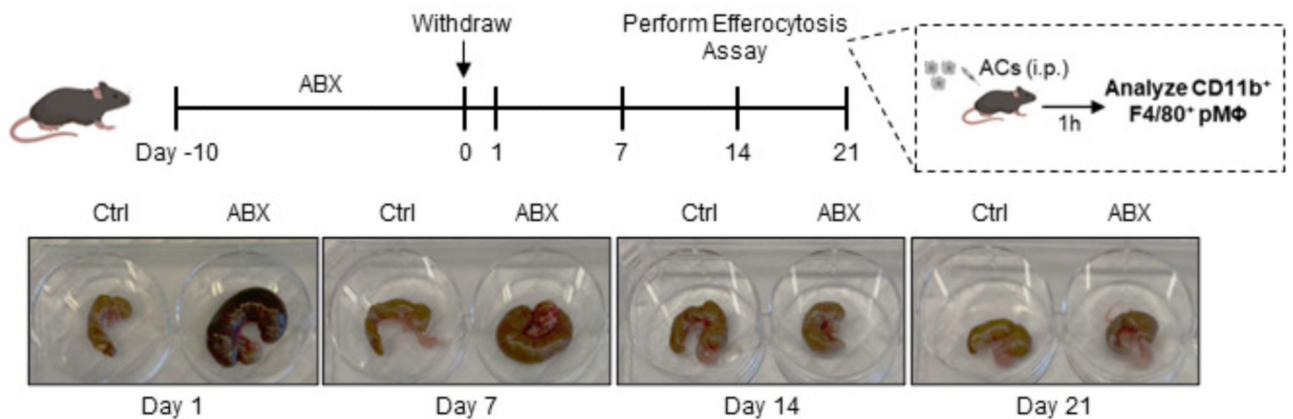 Withdraw
Perform Efferocytosis
Assay
ABX
ACs (i.p.)
Analyze CD11b⁺
F4/80⁺ pMΦ
1h
Day -10
0
1
7
14
21
Ctrl
ABX
Ctrl
ABX
Ctrl
ABX
Ctrl
ABX
Day 1
Day 7
Day 14
Day 21